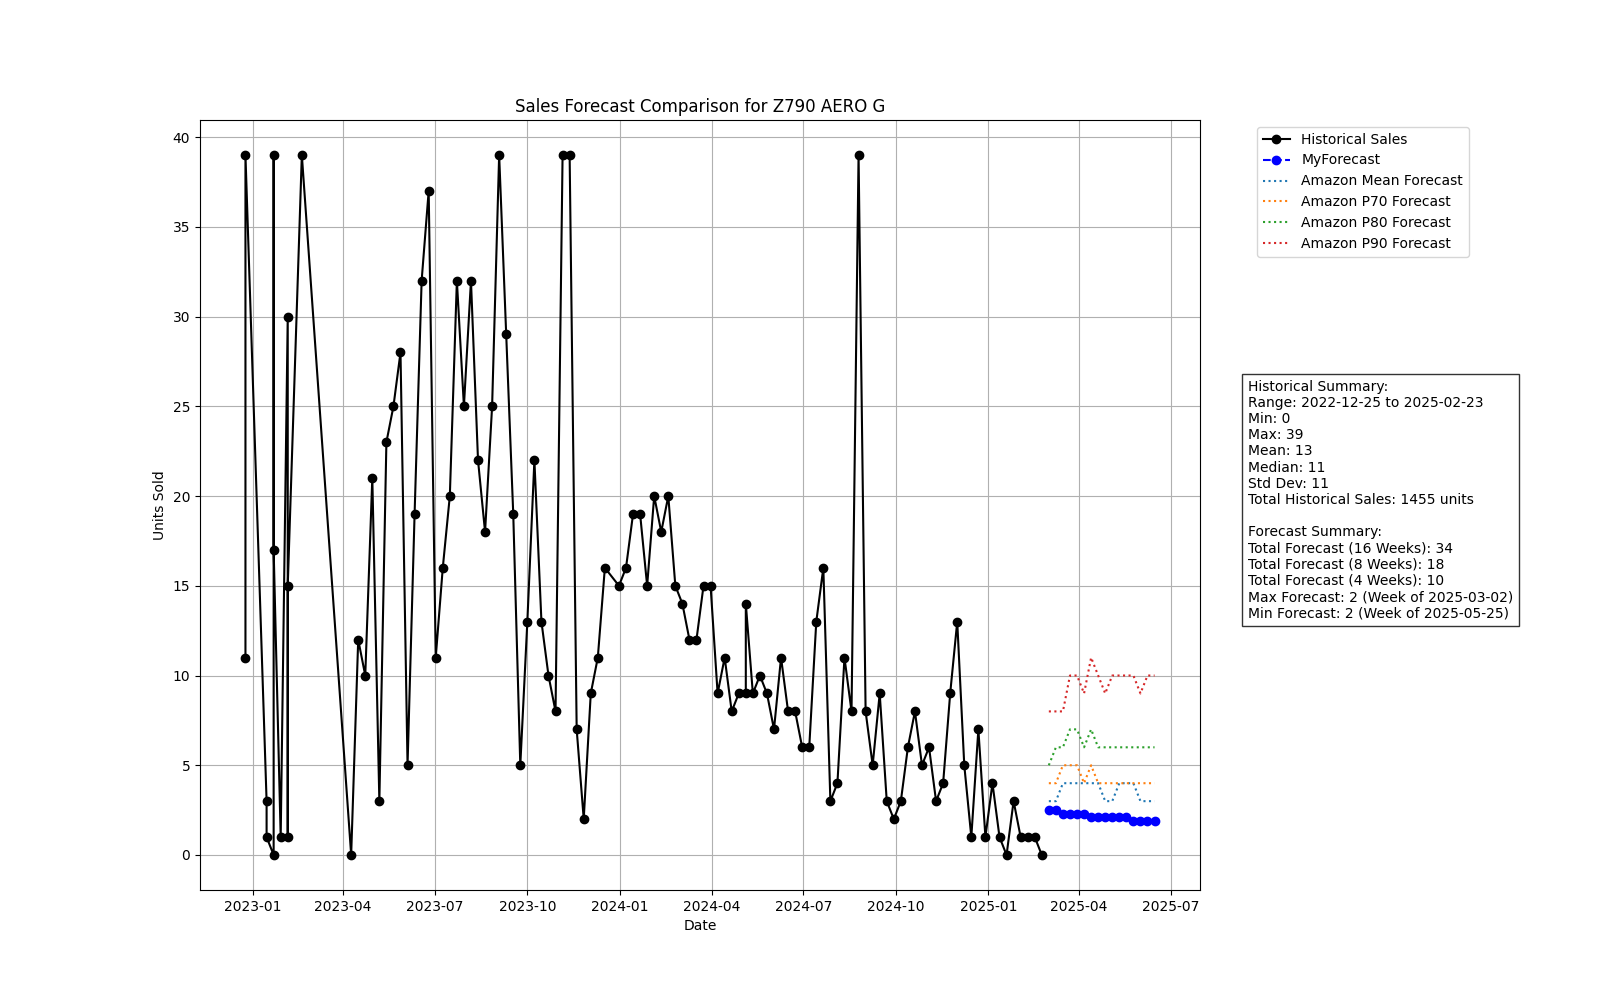 Sales Forecast Comparison for Z790 AERO G
Units Sold
40
35
30
25
20
15
10
5
0
2023-01
2023-04
2023-07
2023-10
2024-01
2024-04
2024-07
2024-10
2025-01
2025-04
2025-07
Date
Historical Sales
MyForecast
Amazon Mean Forecast
Amazon P70 Forecast
Amazon P80 Forecast
Amazon P90 Forecast
Historical Summary:
Range: 2022-12-25 to 2025-02-23
Min: 0
Max: 39
Mean: 13
Median: 11
Std Dev: 11
Total Historical Sales: 1455 units
Forecast Summary:
Total Forecast (16 Weeks): 34
Total Forecast (8 Weeks): 18
Total Forecast (4 Weeks): 10
Max Forecast: 2 (Week of 2025-03-02)
Min Forecast: 2 (Week of 2025-05-25)